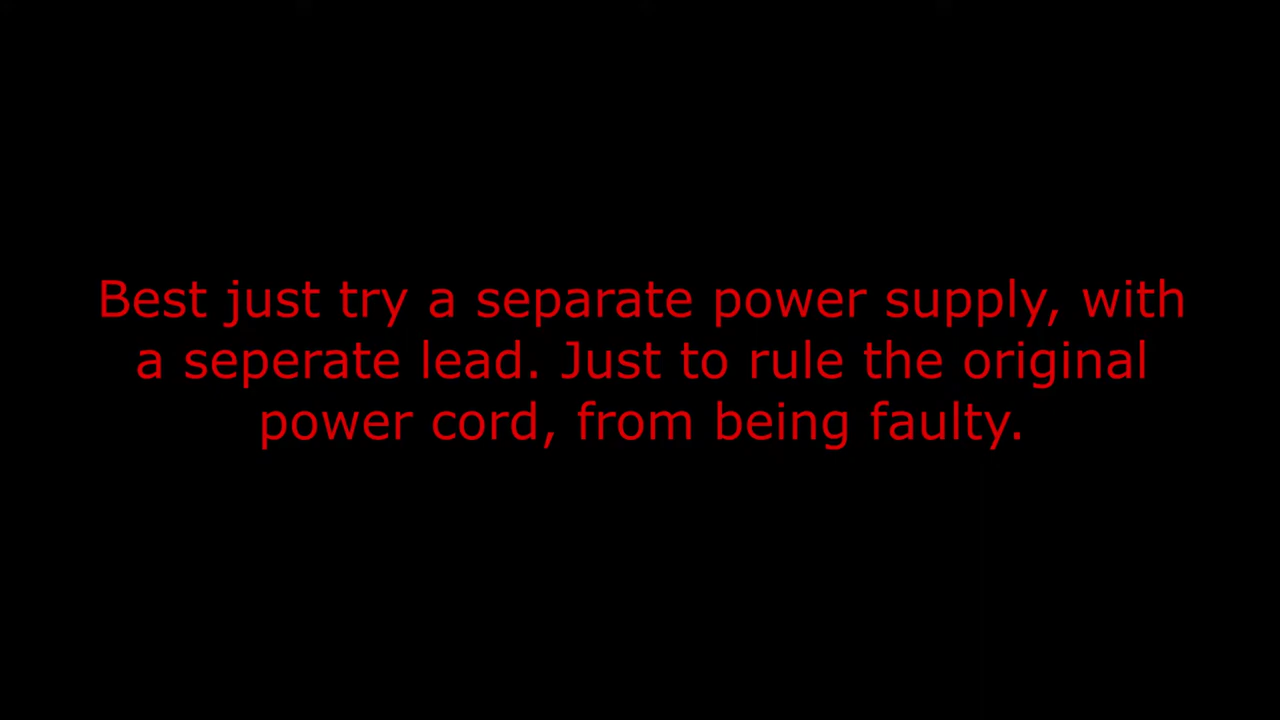 Best just try a separate power supply, with
a seperate lead. Just to rule the original
power cord, from being faulty.